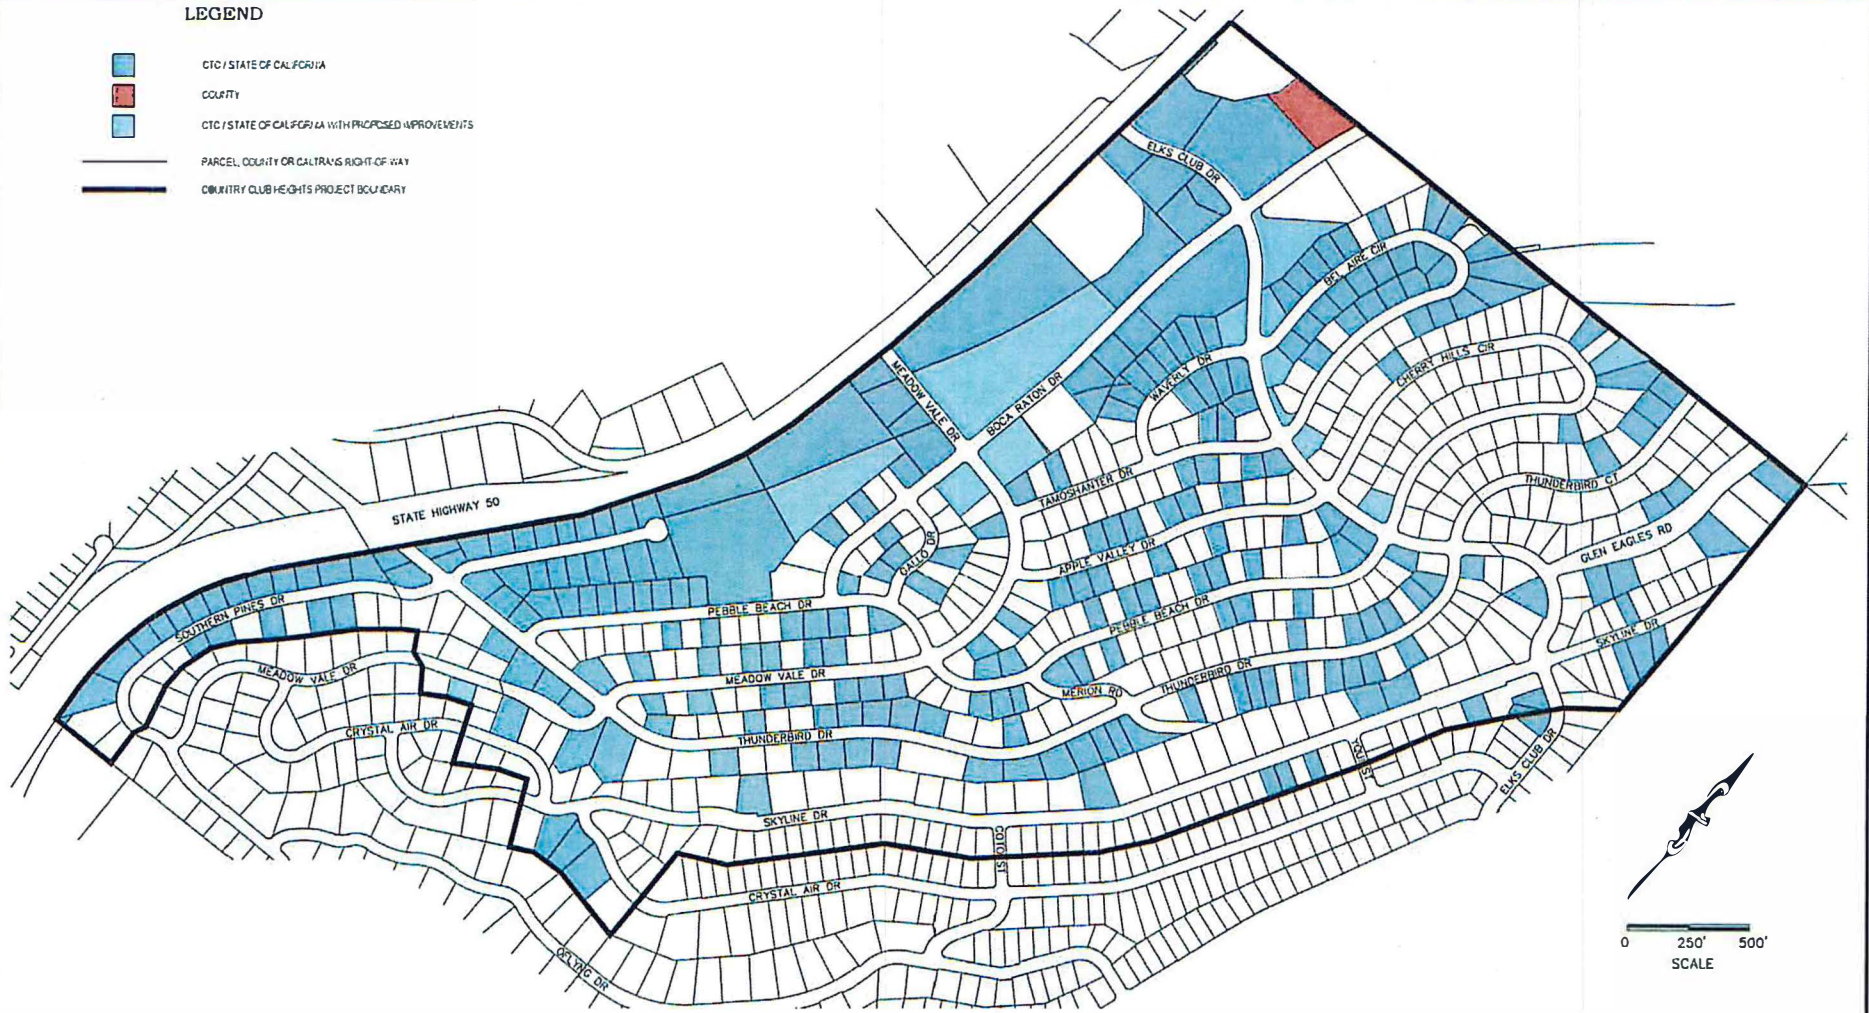 LEGEND
CTC / STATE OF CALIFORNIA
COUNTY
CTC / STATE OF CALIFORNIA WITH PROPOSED IMPROVEMENTS
PARCEL, COUNTY OR CALTRANS RIGHT-OF-WAY
COUNTRY CLUB HEIGHTS PROJECT BOUNDARY
ELKS CLUB DR
BEL AIRE CIR
MEADOW VALE DR
BOCA RATON DR
WAVERLY DR
CHERRY HILLS CIR
TAMOSHANTER DR
THUNDERBIRD CT
STATE HIGHWAY 50
GALLO DR
APPLE VALLEY DR
GLEN EAGLES RD
SOUTHERN PINES DR
PEBBLE BEACH DR
PEBBLE BEACH DR
SKYLINE DR
MEADOW VALE DR
MEADOW VALE DR
MERION RD
THUNDERBIRD DR
CRYSTAL AIR DR
THUNDERBIRD DR
ELKS CLUB DR
SKYLINE DR
COTO ST
CRYSTAL AIR DR
0 250' 500'
SCALE